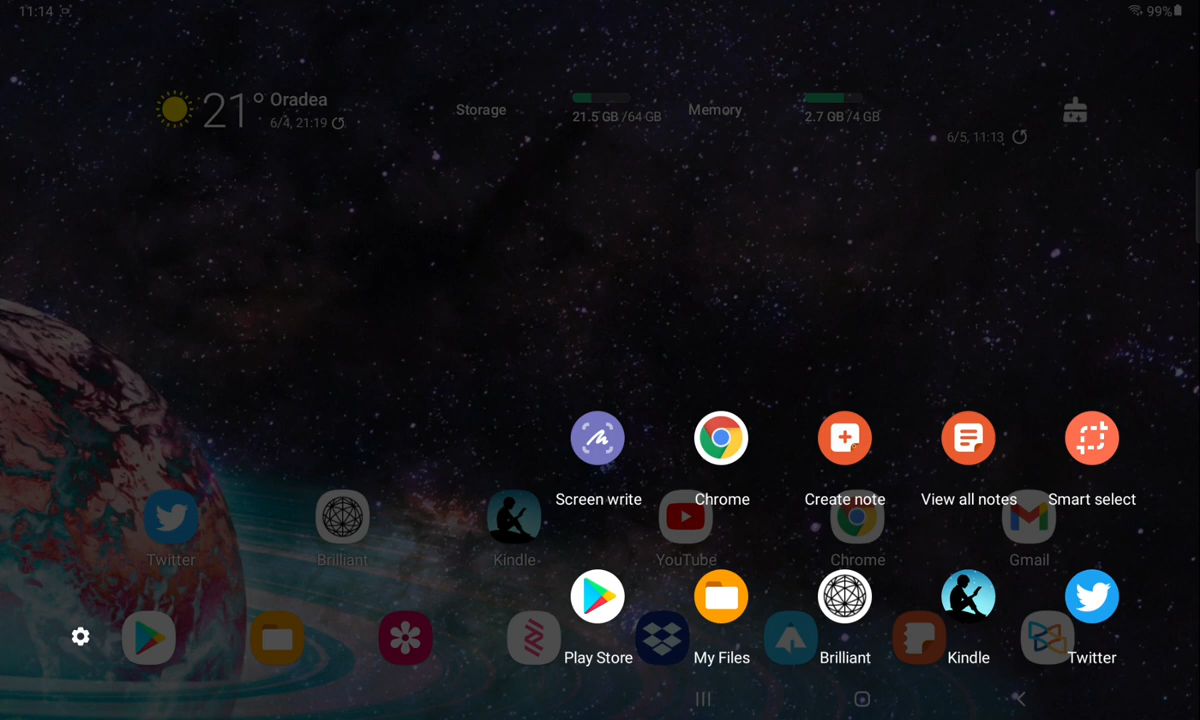 11:14
99%
21°
Oradea
6/4, 21:19
Storage
21.5 GB /64 GB
Memory
2.7 GB /4 GB
6/5, 11:13
Screen write
Chrome
Create note
View all notes
Smart select
Twitter
Brilliant
Kindle
YouTube
Chrome
Gmail
Play Store
My Files
Brilliant
Kindle
Twitter